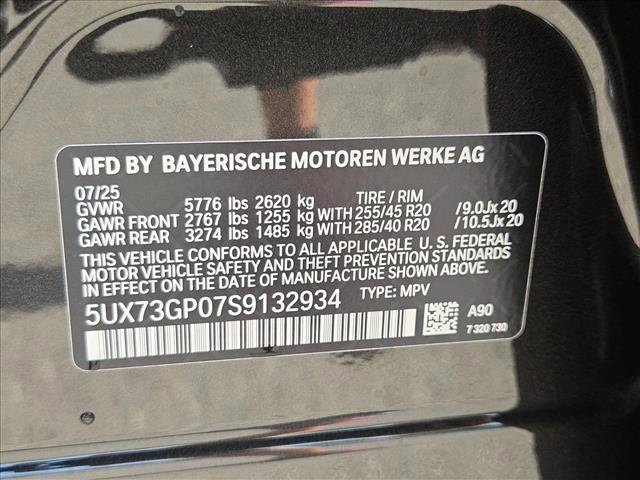 MFD BY BAYERISCHE MOTOREN WERKE AG
07/25
GVWR 5776 lbs 2620 kg TIRE / RIM
GAWR FRONT 2767 lbs 1255 kg WITH 255/45 R20 /9.0Jx20
GAWR REAR 3274 lbs 1485 kg WITH 285/40 R20 /10.5Jx20
THIS VEHICLE CONFORMS TO ALL APPLICABLE U. S. FEDERAL
MOTOR VEHICLE SAFETY, BUMPER, AND THEFT PREVENTION STANDARDS
IN EFFECT ON THE DATE OF MANUFACTURE SHOWN ABOVE.
5UX73GP07S9132934 TYPE: MPV
A90
7 320 730